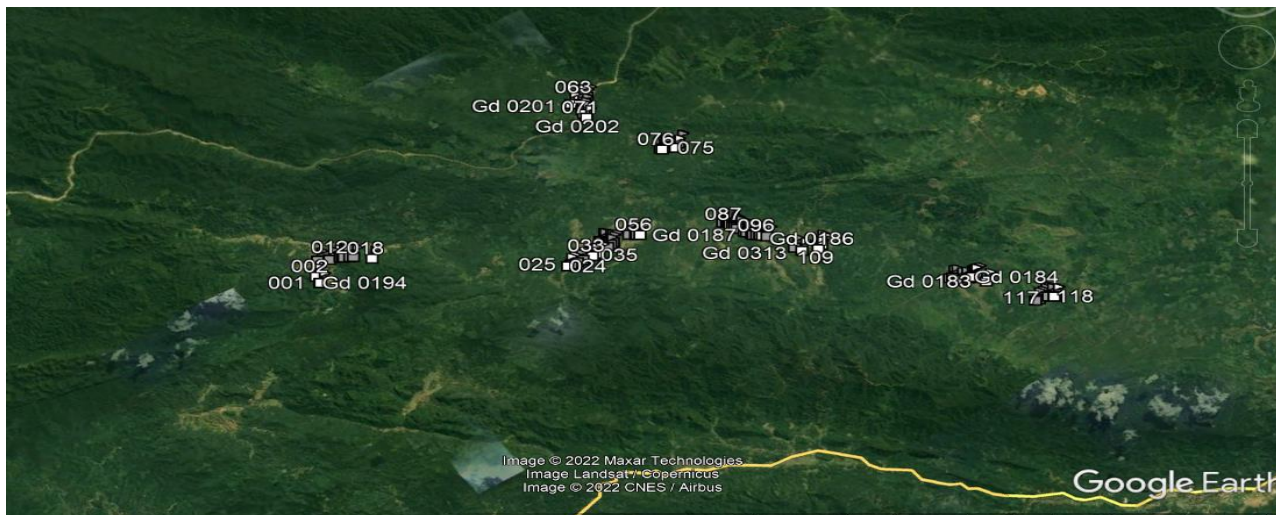 063
Gd 0201 071
Gd 0202
076 075
087
056 Gd 0187 096
033 Gd 0186
012 018 035 Gd 0313 109
002 025 024
001 Gd 0194
Gd 0183 Gd 0184
117 118
Image © 2022 Maxar Technologies
Image Landsat / Copernicus
Image © 2022 CNES / Airbus
Google Earth